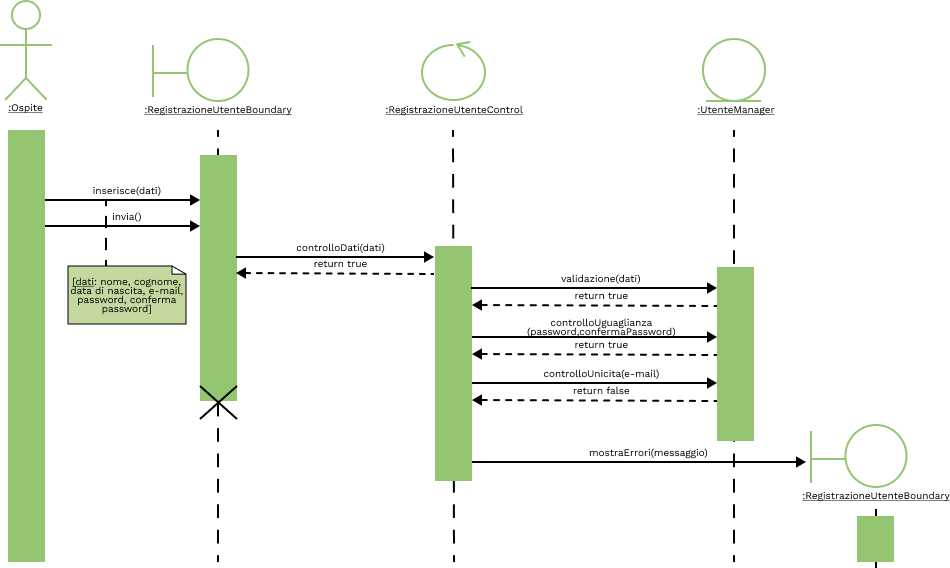 :Ospite
:RegistrazioneUtenteBoundary
:RegistrazioneUtenteControl
:UtenteManager
inserisce(dati)
invia()
[dati: nome, cognome,
data di nascita, e-mail,
password, conferma
password]
controlloDati(dati)
return true
validazione(dati)
return true
controlloUguaglianza
(password,confermaPassword)
return true
controlloUnicita(e-mail)
return false
mostraErrori(messaggio)
:RegistrazioneUtenteBoundary